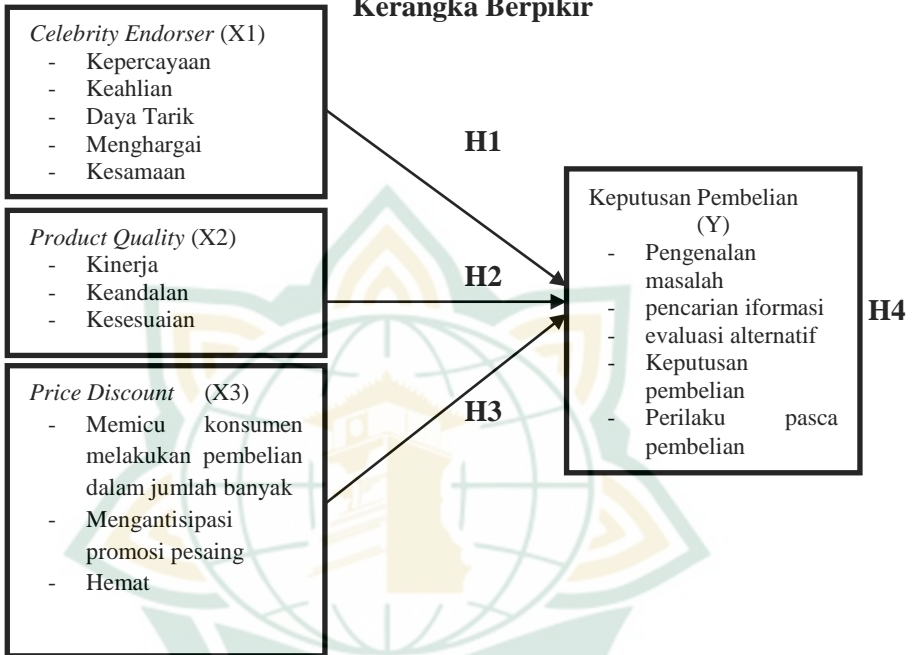 Kerangka Berpikir
Celebrity Endorser (X1)
- Kepercayaan
- Keahlian
- Daya Tarik
- Menghargai
- Kesamaan
H1
Product Quality (X2)
- Kinerja
- Keandalan
- Kesesuaian
H2
Price Discount (X3)
- Memicu konsumen
melakukan pembelian
dalam jumlah banyak
- Mengantisipasi
promosi pesaing
- Hemat
H3
Keputusan Pembelian
(Y)
- Pengenalan
masalah
- pencarian iformasi
- evaluasi alternatif
- Keputusan
pembelian
- Perilaku pasca
pembelian
H4